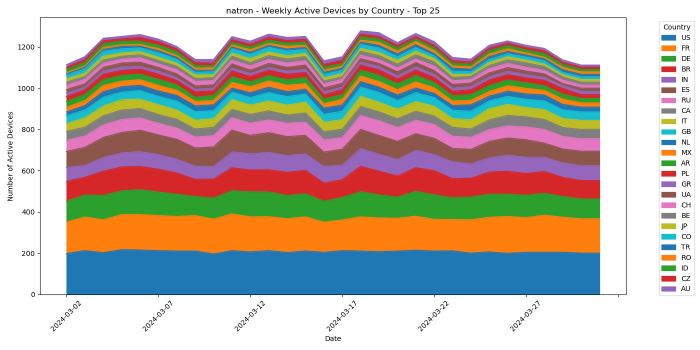 natron - Weekly Active Devices by Country - Top 25
Number of Active Devices
1200
1000
800
600
400
200
0
2024-03-02
2024-03-07
2024-03-12
2024-03-17
2024-03-22
2024-03-27
Date
Country
US
FR
DE
BR
IN
ES
RU
CA
IT
GB
NL
MX
AR
PL
GR
UA
CH
BE
JP
CO
TR
RO
ID
CZ
AU